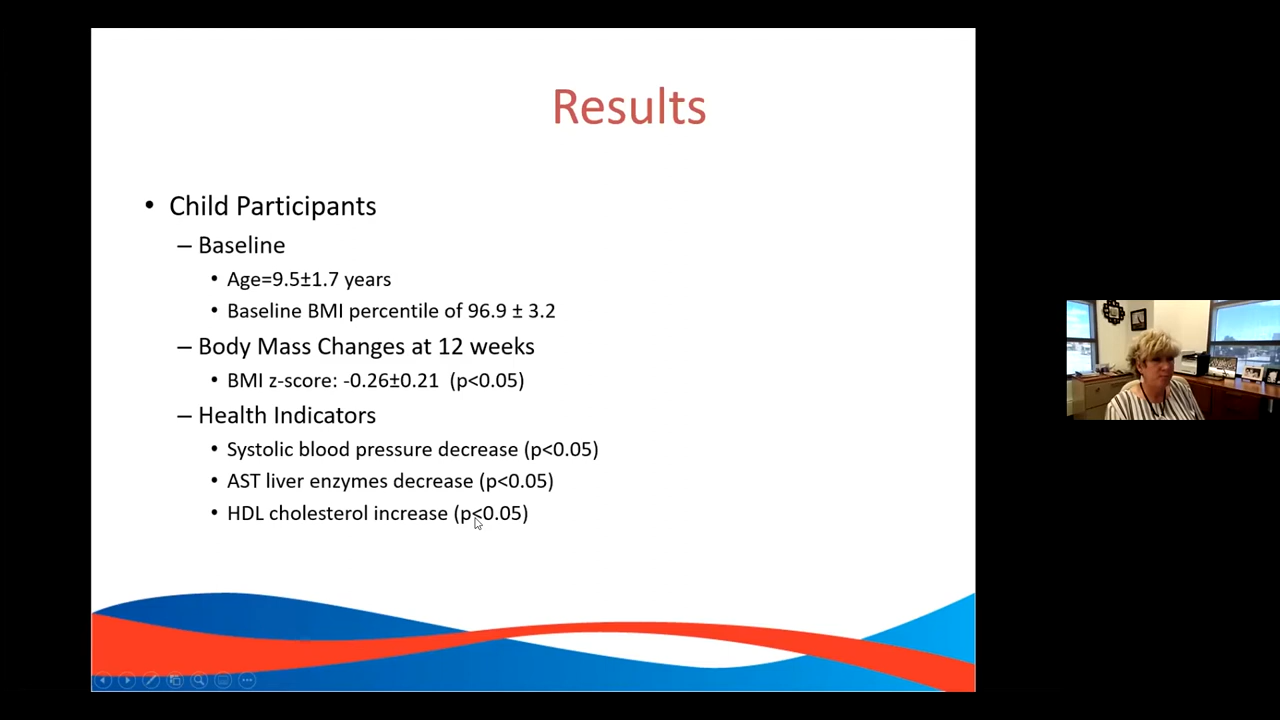 Results
• Child Participants
– Baseline
• Age=9.5±1.7 years
• Baseline BMI percentile of 96.9 ± 3.2
– Body Mass Changes at 12 weeks
• BMI z-score: -0.26±0.21 (p<0.05)
– Health Indicators
• Systolic blood pressure decrease (p<0.05)
• AST liver enzymes decrease (p<0.05)
• HDL cholesterol increase (p<0.05)